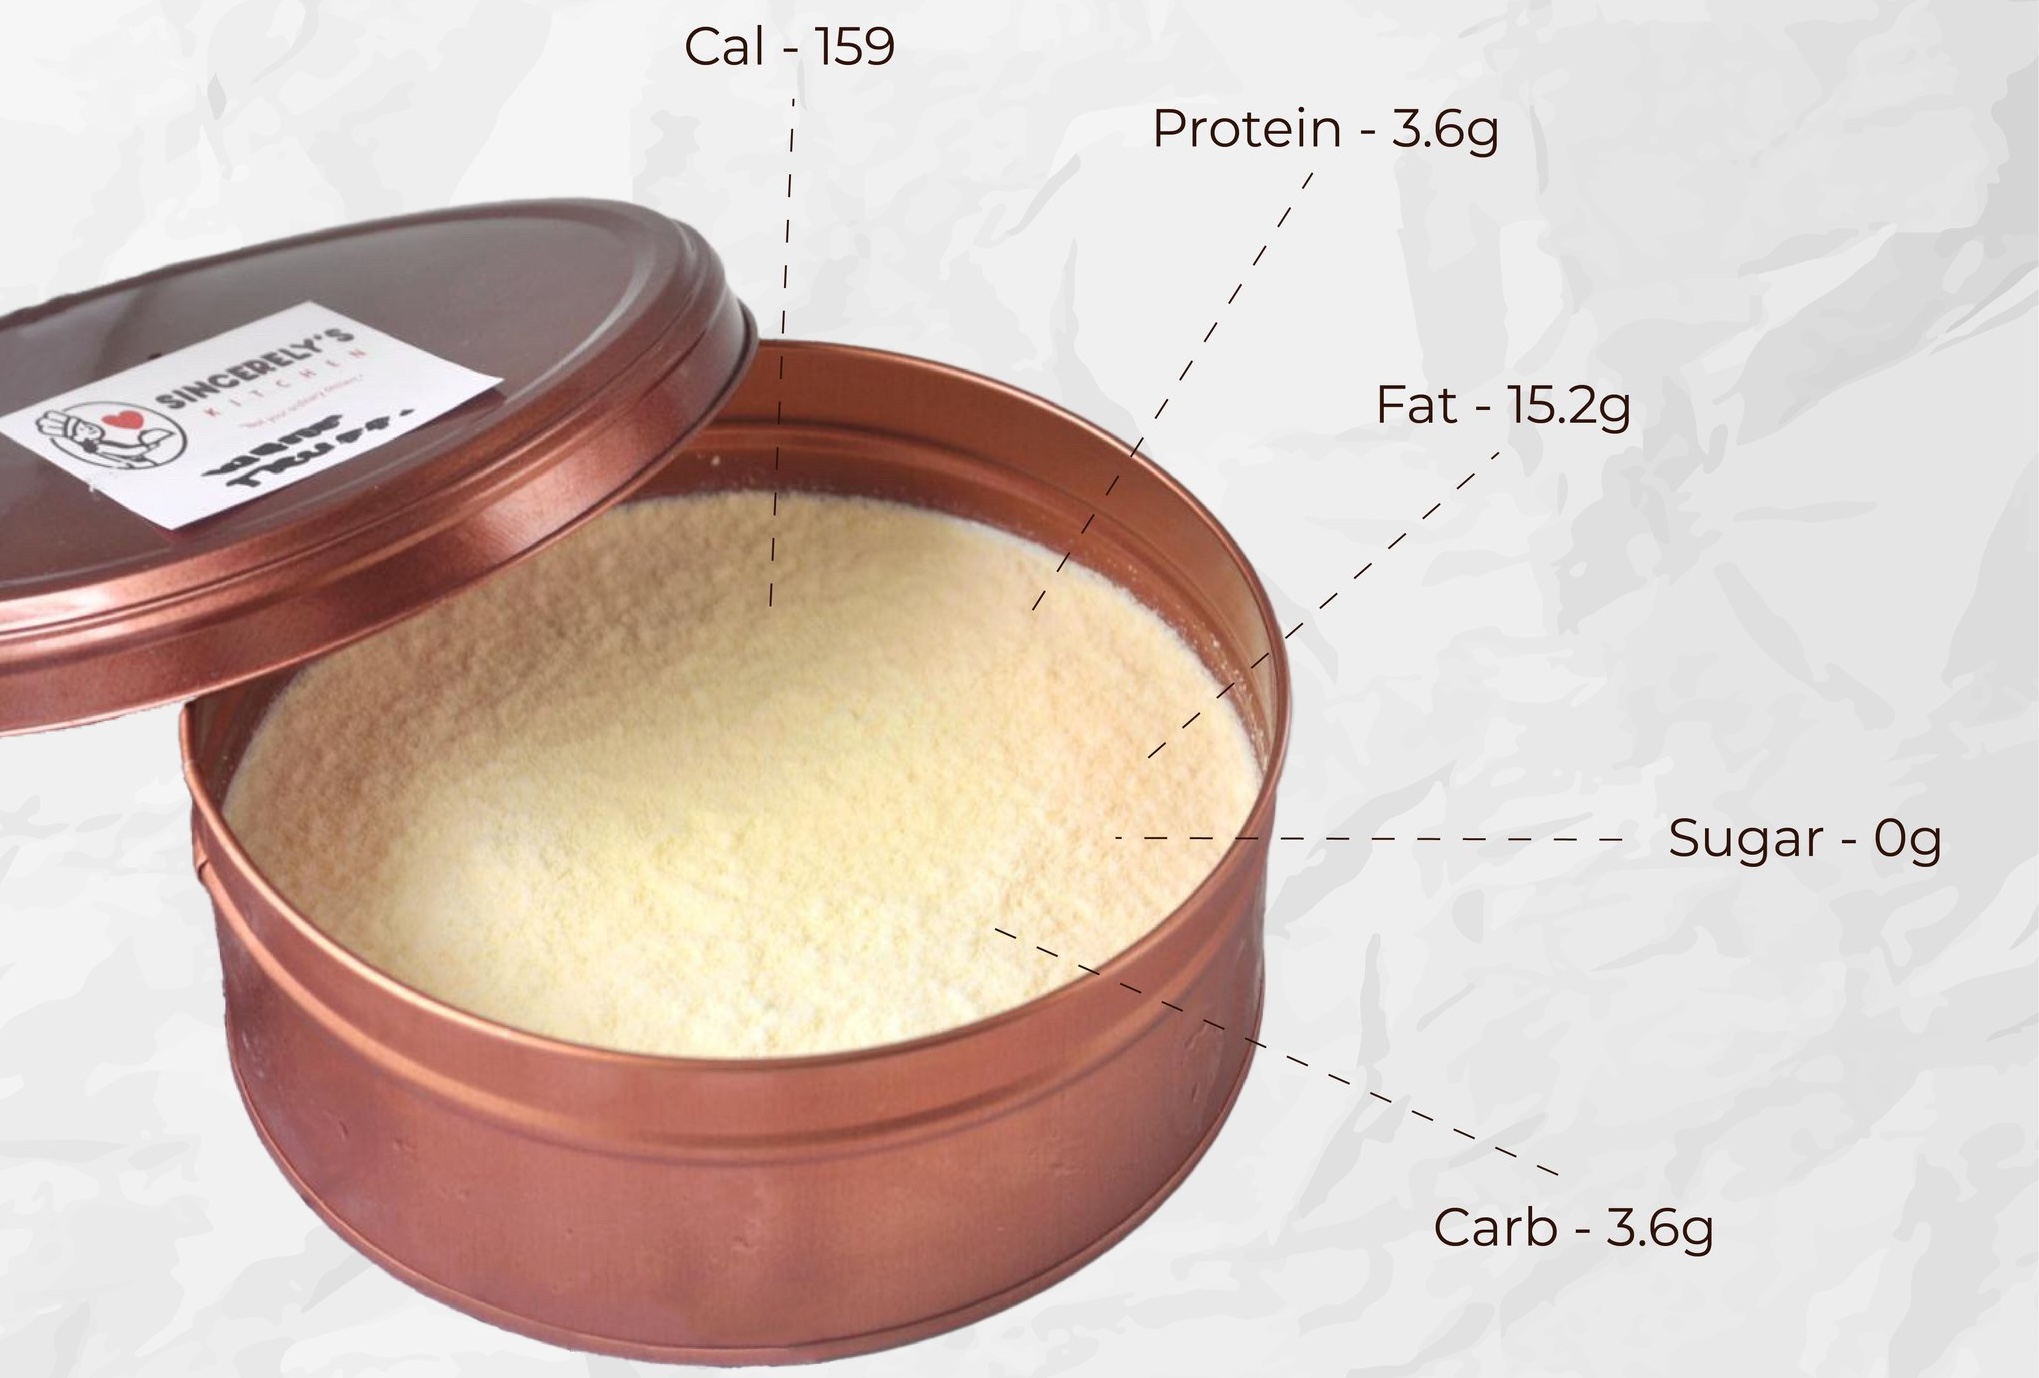 Cal - 159
Protein - 3.6g
Fat - 15.2g
SINCERELY'S
KITCHEN
Sugar - 0g
Carb - 3.6g